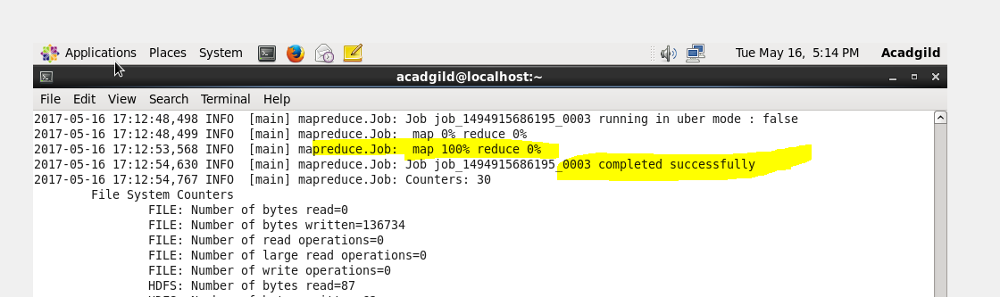 Applications Places System Tue May 16, 5:14 PM Acadgild
acadgild@localhost:~
File Edit View Search Terminal Help
2017-05-16 17:12:48,498 INFO [main] mapreduce.Job: Job job_1494915686195_0003 running in uber mode : false
2017-05-16 17:12:48,499 INFO [main] mapreduce.Job: map 0% reduce 0%
2017-05-16 17:12:53,568 INFO [main] mapreduce.Job: map 100% reduce 0%
2017-05-16 17:12:54,630 INFO [main] mapreduce.Job: Job job_1494915686195_0003 completed successfully
2017-05-16 17:12:54,767 INFO [main] mapreduce.Job: Counters: 30
File System Counters
FILE: Number of bytes read=0
FILE: Number of bytes written=136734
FILE: Number of read operations=0
FILE: Number of large read operations=0
FILE: Number of write operations=0
HDFS: Number of bytes read=87